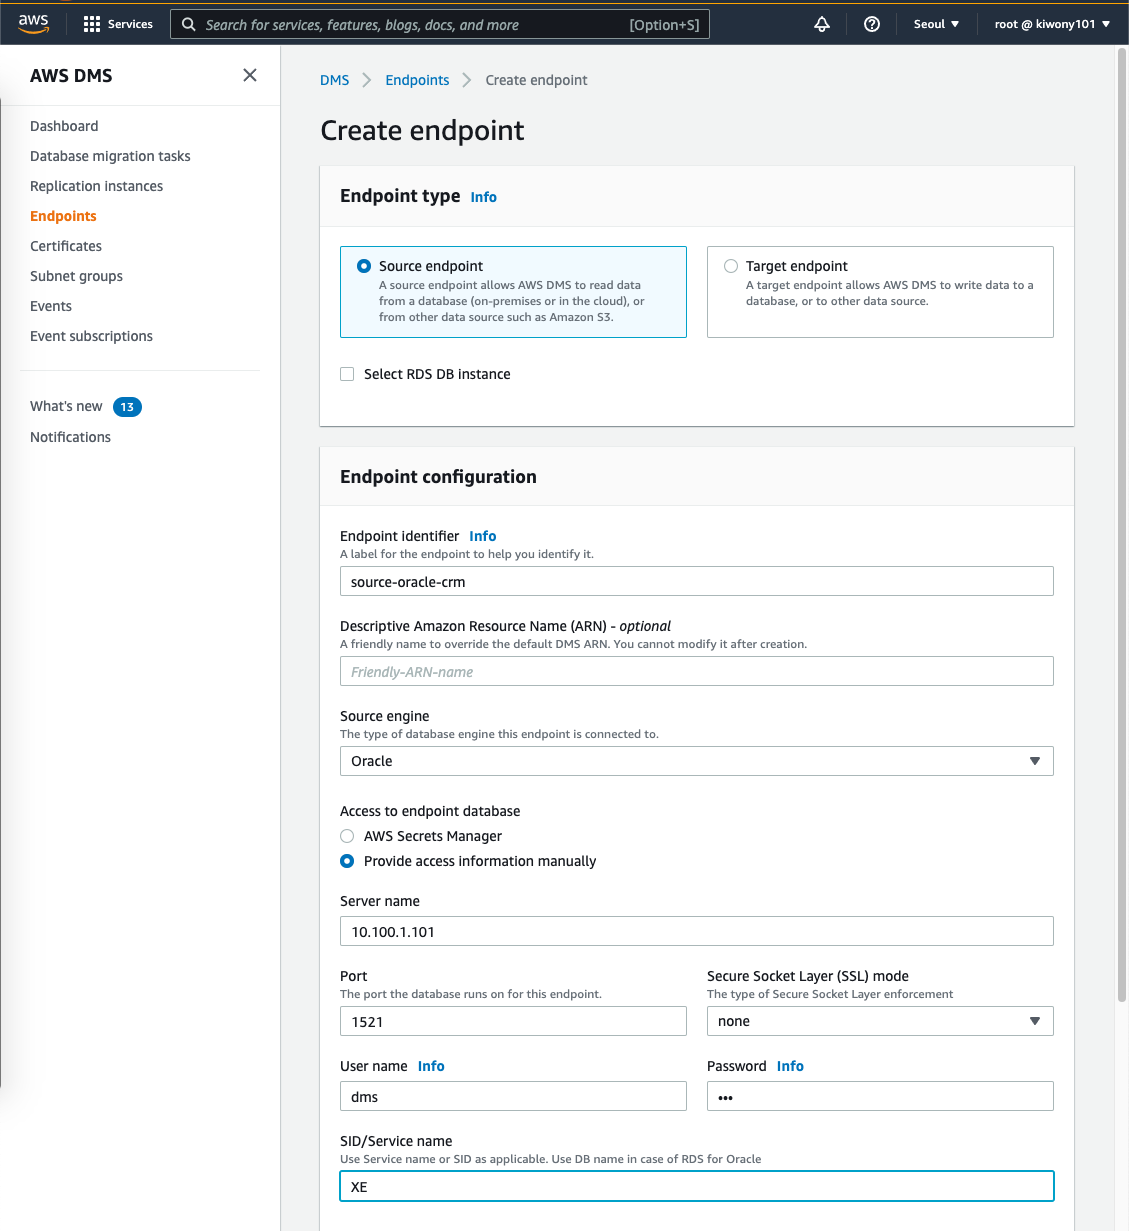 aws
Services
Search for services, features, blogs, docs, and more
[Option+S]
Seoul
root @ kiwony101
AWS DMS
Dashboard
Database migration tasks
Replication instances
Endpoints
Certificates
Subnet groups
Events
Event subscriptions
What's new 13
Notifications
DMS
Endpoints
Create endpoint
Create endpoint
Endpoint type Info
Source endpoint
A source endpoint allows AWS DMS to read data
from a database (on-premises or in the cloud), or
from other data source such as Amazon S3.
Target endpoint
A target endpoint allows AWS DMS to write data to a
database, or to other data source.
Select RDS DB instance
Endpoint configuration
Endpoint identifier Info
A label for the endpoint to help you identify it.
source-oracle-crm
Descriptive Amazon Resource Name (ARN) - optional
A friendly name to override the default DMS ARN. You cannot modify it after creation.
Friendly-ARN-name
Source engine
The type of database engine this endpoint is connected to.
Oracle
Access to endpoint database
AWS Secrets Manager
Provide access information manually
Server name
10.100.1.101
Port
The port the database runs on for this endpoint.
1521
Secure Socket Layer (SSL) mode
The type of Secure Socket Layer enforcement
none
User name Info
dms
Password Info
•••
SID/Service name
Use Service name or SID as applicable. Use DB name in case of RDS for Oracle
XE